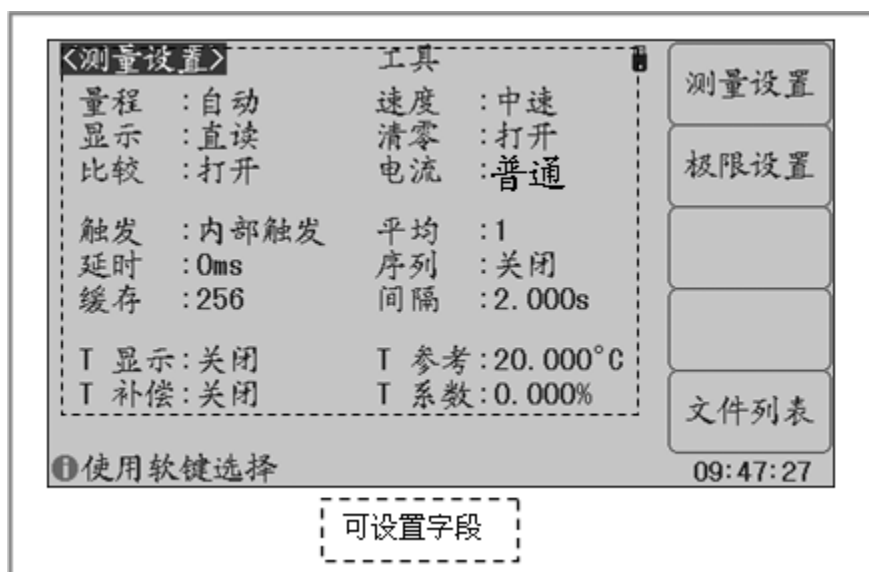 <测量设置> 工具
量程 :自动 速度 :中速
显示 :直读 清零 :打开
比较 :打开 电流 :普通
触发 :内部触发 平均 :1
延时 :0ms 序列 :关闭
缓存 :256 间隔 :2.000s
T 显示:关闭 T 参考:20.000°C
T 补偿:关闭 T 系数:0.000%
测量设置
极限设置
文件列表
使用软键选择 09:47:27
可设置字段